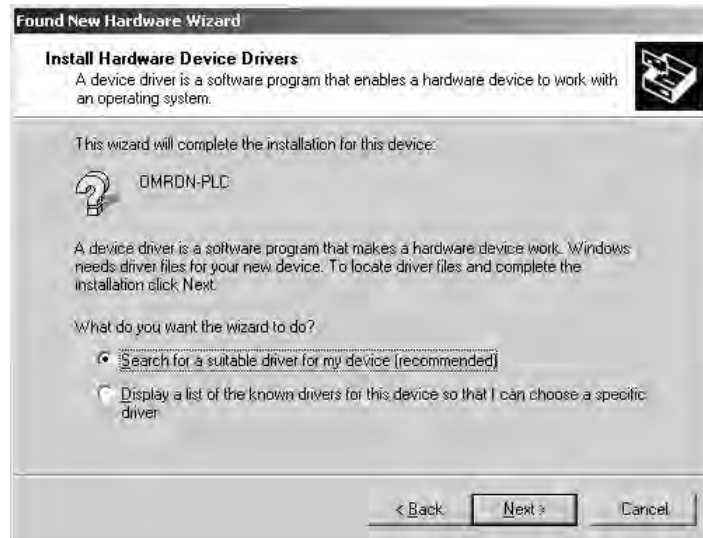 Found New Hardware Wizard
Install Hardware Device Drivers
A device driver is a software program that enables a hardware device to work with
an operating system.
This wizard will complete the installation for this device:
OMRON-PLC
A device driver is a software program that makes a hardware device work. Windows
needs driver files for your new device. To locate driver files and complete the
installation click Next.
What do you want the wizard to do?
Search for a suitable driver for my device (recommended)
Display a list of the known drivers for this device so that I can choose a specific
driver
< Back Next > Cancel